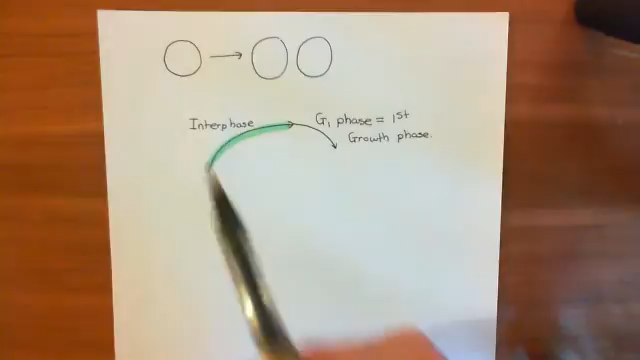 Interphase
G₁ phase = 1st
Growth phase.